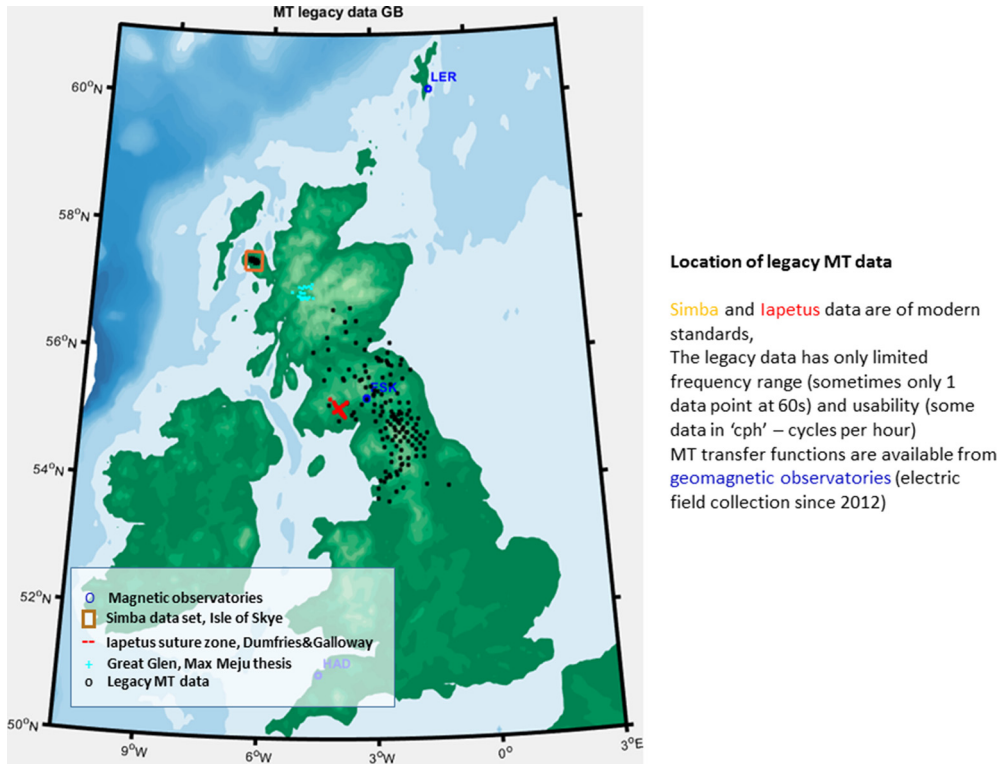 MT legacy data GB
LER
60°N
58°N
56°N
ESK
54°N
52°N
50°N
9°W
6°W
3°W
0°
3°E
Magnetic observatories
Simba data set, Isle of Skye
Iapetus suture zone, Dumfries&Galloway
Great Glen, Max Meju thesis
HAD
Legacy MT data
Location of legacy MT data
Simba and Iapetus data are of modern
standards,
The legacy data has only limited
frequency range (sometimes only 1
data point at 60s) and usability (some
data in ‘cph’ – cycles per hour)
MT transfer functions are available from
geomagnetic observatories (electric
field collection since 2012)